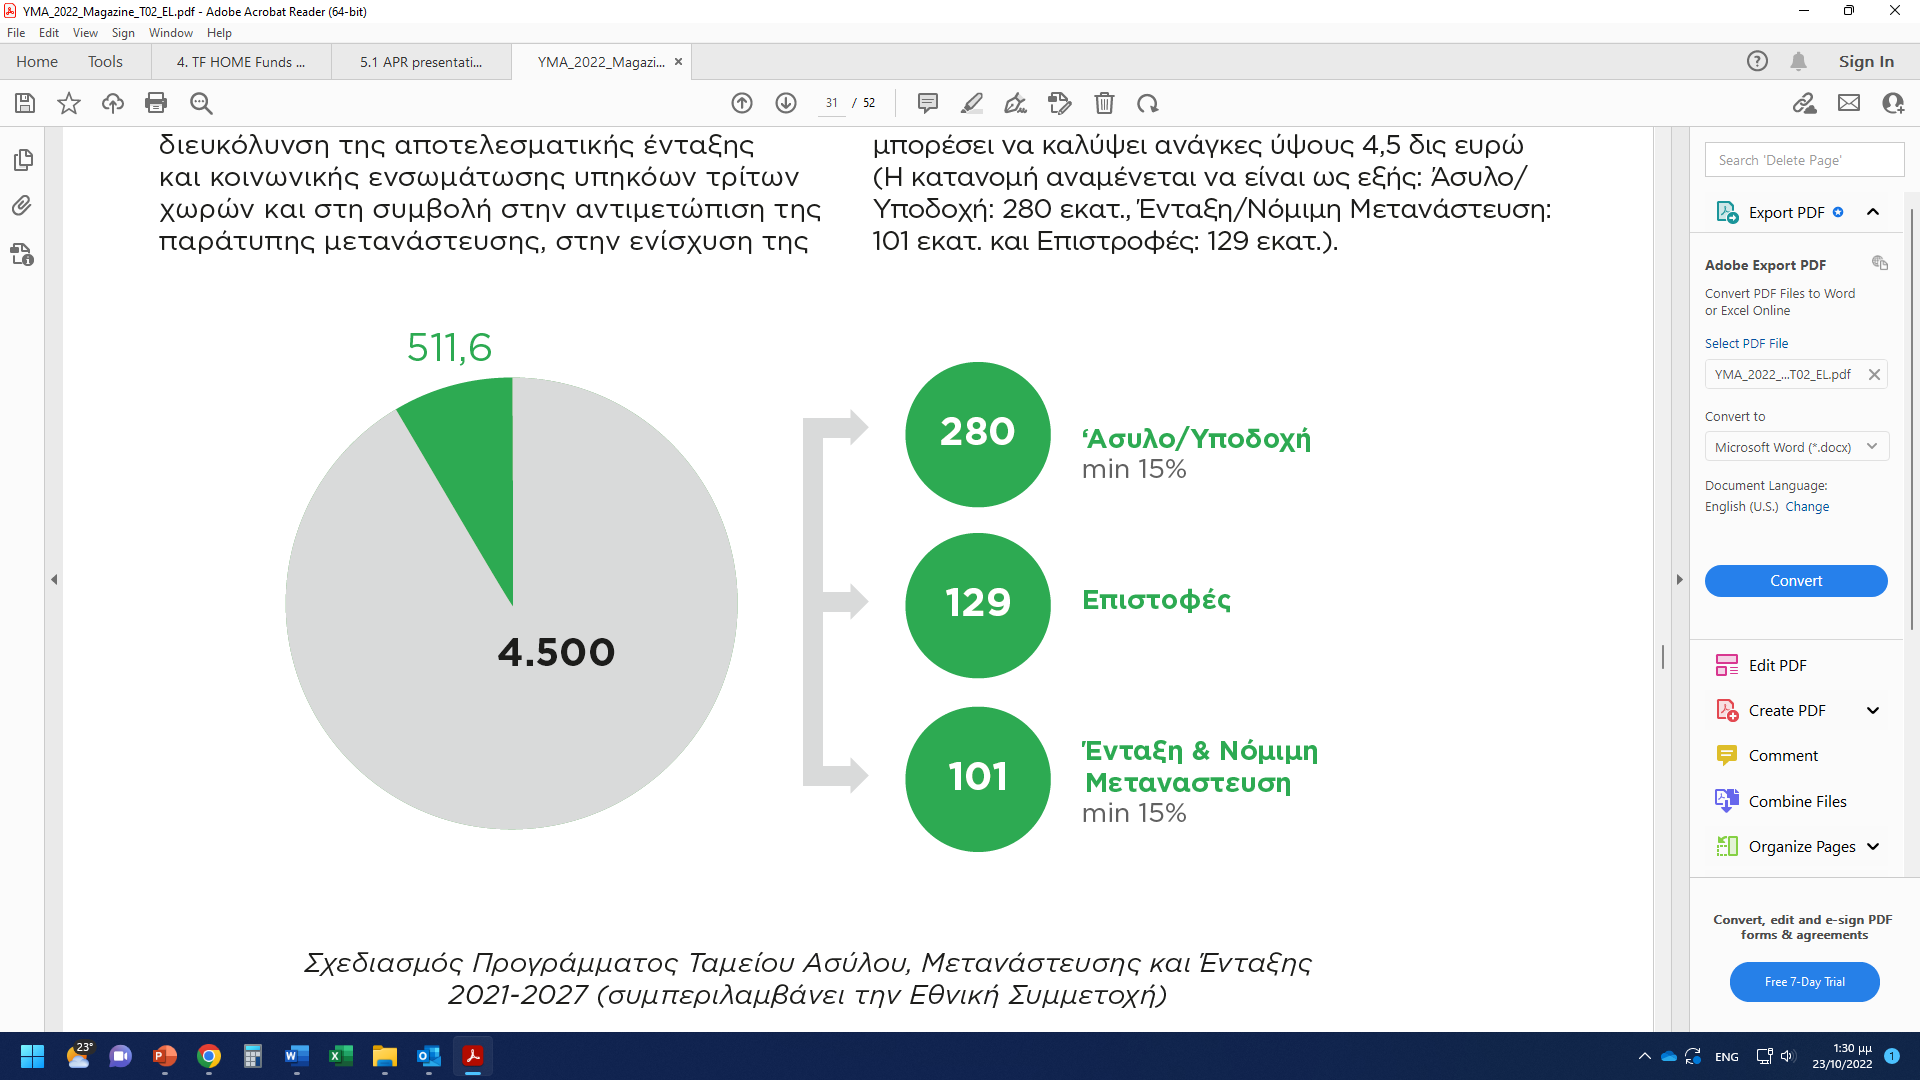 YMA_2022_Magazine_T02_EL.pdf - Adobe Acrobat Reader (64-bit)
File Edit View Sign Window Help
Home Tools 4. TF HOME Funds ... 5.1 APR presentati... YMA_2022_Magazi... Sign In
31 / 52
διευκόλυνση της αποτελεσματικής ένταξης
και κοινωνικής ενσωμάτωσης υπηκόων τρίτων
χωρών και στη συμβολή στην αντιμετώπιση της
παράτυπης μετανάστευσης, στην ενίσχυση της
μπορέσει να καλύψει ανάγκες ύψους 4,5 δις ευρώ
(Η κατανομή αναμένεται να είναι ως εξής: Άσυλο/
Υποδοχή: 280 εκατ., Ένταξη/Νόμιμη Μετανάστευση:
101 εκατ. και Επιστροφές: 129 εκατ.).
511,6
4.500
280
‘Ασυλο/Υποδοχή
min 15%
129
Επιστοφές
101
Ένταξη & Νόμιμη
Μεταναστευση
min 15%
Σχεδιασμός Προγράμματος Ταμείου Ασύλου, Μετανάστευσης και Ένταξης
2021-2027 (συμπεριλαμβάνει την Εθνική Συμμετοχή)
Search 'Delete Page'
Export PDF
Adobe Export PDF
Convert PDF Files to Word
or Excel Online
Select PDF File
YMA_2022_...T02_EL.pdf
Convert to
Microsoft Word (*.docx)
Document Language:
English (U.S.) Change
Convert
Edit PDF
Create PDF
Comment
Combine Files
Organize Pages
Convert, edit and e-sign PDF
forms & agreements
Free 7-Day Trial
23°
ENG
1:30 μμ
23/10/2022
1